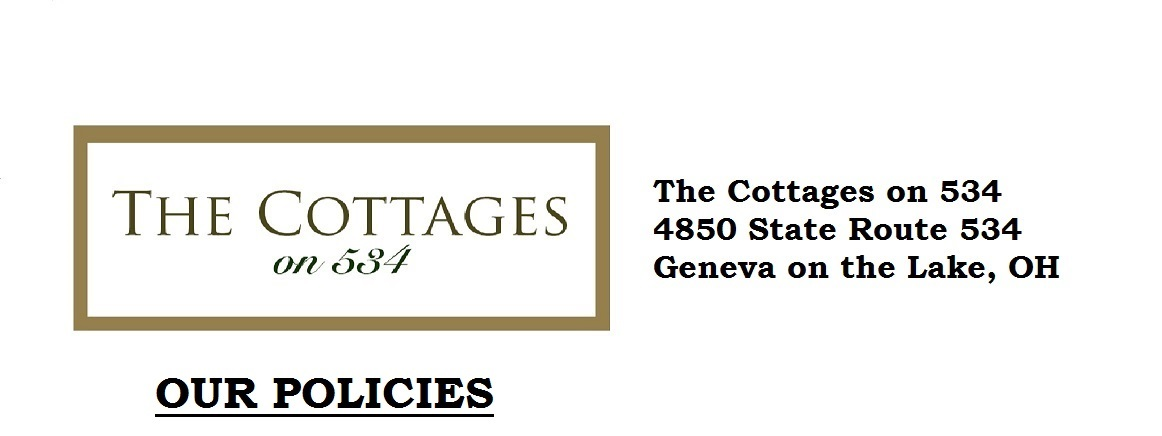 THE COTTAGES
on 534
The Cottages on 534
4850 State Route 534
Geneva on the Lake, OH
OUR POLICIES